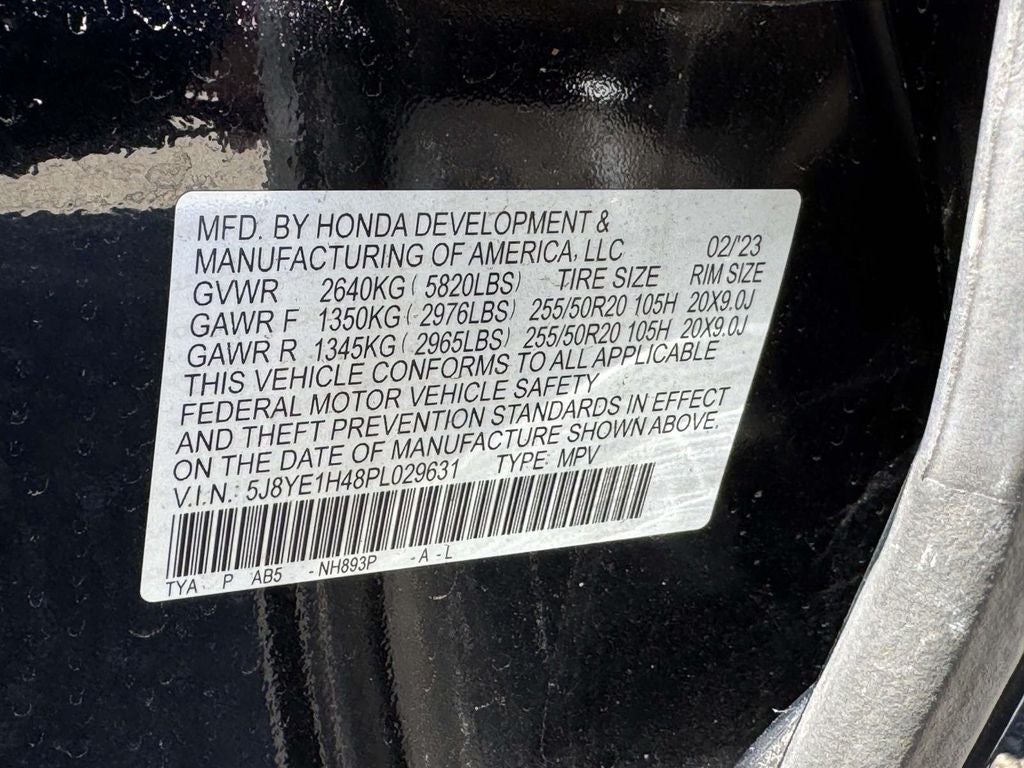 MFD. BY HONDA DEVELOPMENT &
MANUFACTURING OF AMERICA, LLC 02/'23
GVWR 2640KG ( 5820LBS) TIRE SIZE RIM SIZE
GAWR F 1350KG ( 2976LBS) 255/50R20 105H 20X9.0J
GAWR R 1345KG ( 2965LBS) 255/50R20 105H 20X9.0J
THIS VEHICLE CONFORMS TO ALL APPLICABLE
FEDERAL MOTOR VEHICLE SAFETY
AND THEFT PREVENTION STANDARDS IN EFFECT
ON THE DATE OF MANUFACTURE SHOWN ABOVE.
V.I.N.: 5J8YE1H48PL029631 TYPE: MPV
TYA P AB5 - NH893P - A - L